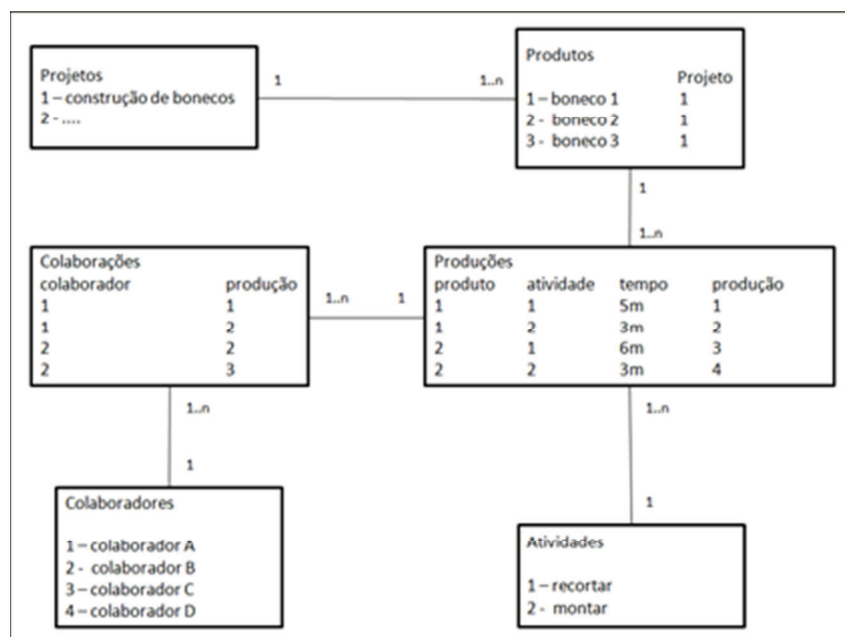 Projetos
1 – construção de bonecos
2 - ....
1
1..n
Produtos
Projeto
1 – boneco 1 1
2 - boneco 2 1
3 - boneco 3 1
1
1..n
Colaborações
colaborador produção
1 1
1 2
2 2
2 3
1..n
1
Produções
produto atividade tempo produção
1 1 5m 1
1 2 3m 2
2 1 6m 3
2 2 3m 4
1..n
1
Colaboradores
1 – colaborador A
2 - colaborador B
3 – colaborador C
4 – colaborador D
1..n
1
Atividades
1 – recortar
2 - montar